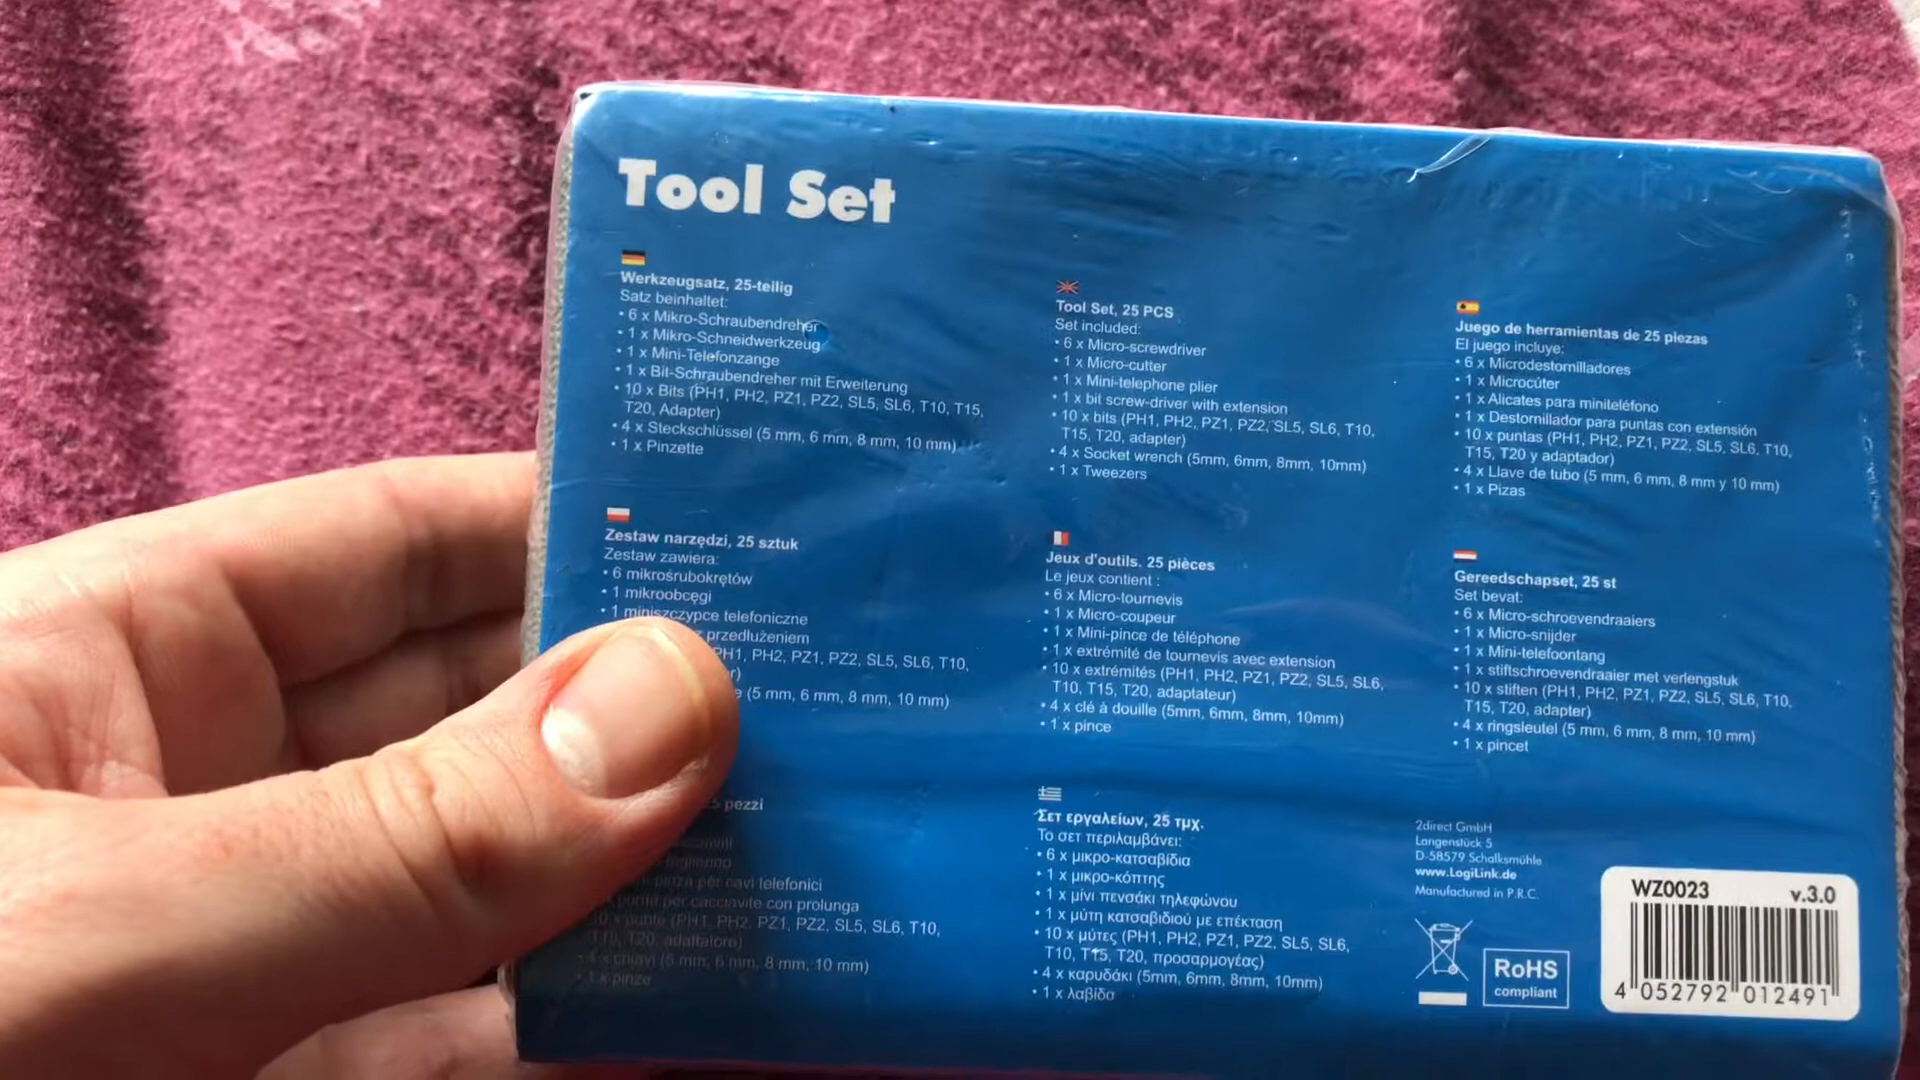 Tool Set
Werkzeugsatz, 25-teilig
Satz beinhaltet:
• 6 x Mikro-Schraubendreher
• 1 x Mikro-Schneidwerkzeug
• 1 x Mini-Telefonzange
• 1 x Bit-Schraubendreher mit Erweiterung
• 10 x Bits (PH1, PH2, PZ1, PZ2, SL5, SL6, T10, T15,
T20, Adapter)
• 4 x Steckschlüssel (5 mm, 6 mm, 8 mm, 10 mm)
• 1 x Pinzette
Tool Set, 25 PCS
Set included:
• 6 x Micro-screwdriver
• 1 x Micro-cutter
• 1 x Mini-telephone plier
• 1 x bit screw-driver with extension
• 10 x bits (PH1, PH2, PZ1, PZ2, SL5, SL6, T10,
T15, T20, adapter)
• 4 x Socket wrench (5mm, 6mm, 8mm, 10mm)
• 1 x Tweezers
Juego de herramientas de 25 piezas
El juego incluye:
• 6 x Microdestornilladores
• 1 x Microcúter
• 1 x Alicates para miniteléfono
• 1 x Destornillador para puntas con extensión
• 10 x puntas (PH1, PH2, PZ1, PZ2, SL5, SL6, T10,
T15, T20 y adaptador)
• 4 x Llave de tubo (5 mm, 6 mm, 8 mm y 10 mm)
• 1 x Pizas
Zestaw narzędzi, 25 sztuk
Zestaw zawiera:
• 6 mikrośrubokrętów
• 1 mikroobcęgi
• 1 miniszczypce telefoniczne
z przedłużeniem
PH1, PH2, PZ1, PZ2, SL5, SL6, T10,
(5 mm, 6 mm, 8 mm, 10 mm)
Jeux d'outils. 25 pièces
Le jeux contient :
• 6 x Micro-tournevis
• 1 x Micro-coupeur
• 1 x Mini-pince de téléphone
• 1 x extrémité de tournevis avec extension
• 10 x extrémités (PH1, PH2, PZ1, PZ2, SL5, SL6,
T10, T15, T20, adaptateur)
• 4 x clé à douille (5mm, 6mm, 8mm, 10mm)
• 1 x pince
Gereedschapset, 25 st
Set bevat:
• 6 x Micro-schroevendraaiers
• 1 x Micro-snijder
• 1 x Mini-telefoontang
• 1 x stiftschroevendraaier met verlengstuk
• 10 x stiften (PH1, PH2, PZ1, PZ2, SL5, SL6, T10,
T15, T20, adapter)
• 4 x ringsleutel (5 mm, 6 mm, 8 mm, 10 mm)
• 1 x pincet
pezzi
pinza per cavi telefonici
punte per cacciavite con prolunga
10 x punte (PH1, PH2, PZ1, PZ2, SL5, SL6, T10,
T15, T20, adattatore)
4 x chiavi (5 mm, 6 mm, 8 mm, 10 mm)
1 x pinze
Σετ εργαλείων, 25 τμχ.
Το σετ περιλαμβάνει:
• 6 x μικρο-κατσαβίδια
• 1 x μικρο-κόπτης
• 1 x μίνι πενσάκι τηλεφώνου
• 1 x μύτη κατσαβιδιού με επέκταση
• 10 x μύτες (PH1, PH2, PZ1, PZ2, SL5, SL6,
T10, T15, T20, προσαρμογέας)
• 4 x καρυδάκι (5mm, 6mm, 8mm, 10mm)
• 1 x λαβίδα
2direct GmbH
Langenstück 5
D-58579 Schalksmühle
www.LogiLink.de
Manufactured in P.R.C.
RoHS
compliant
WZ0023 v.3.0
4 052792 012491